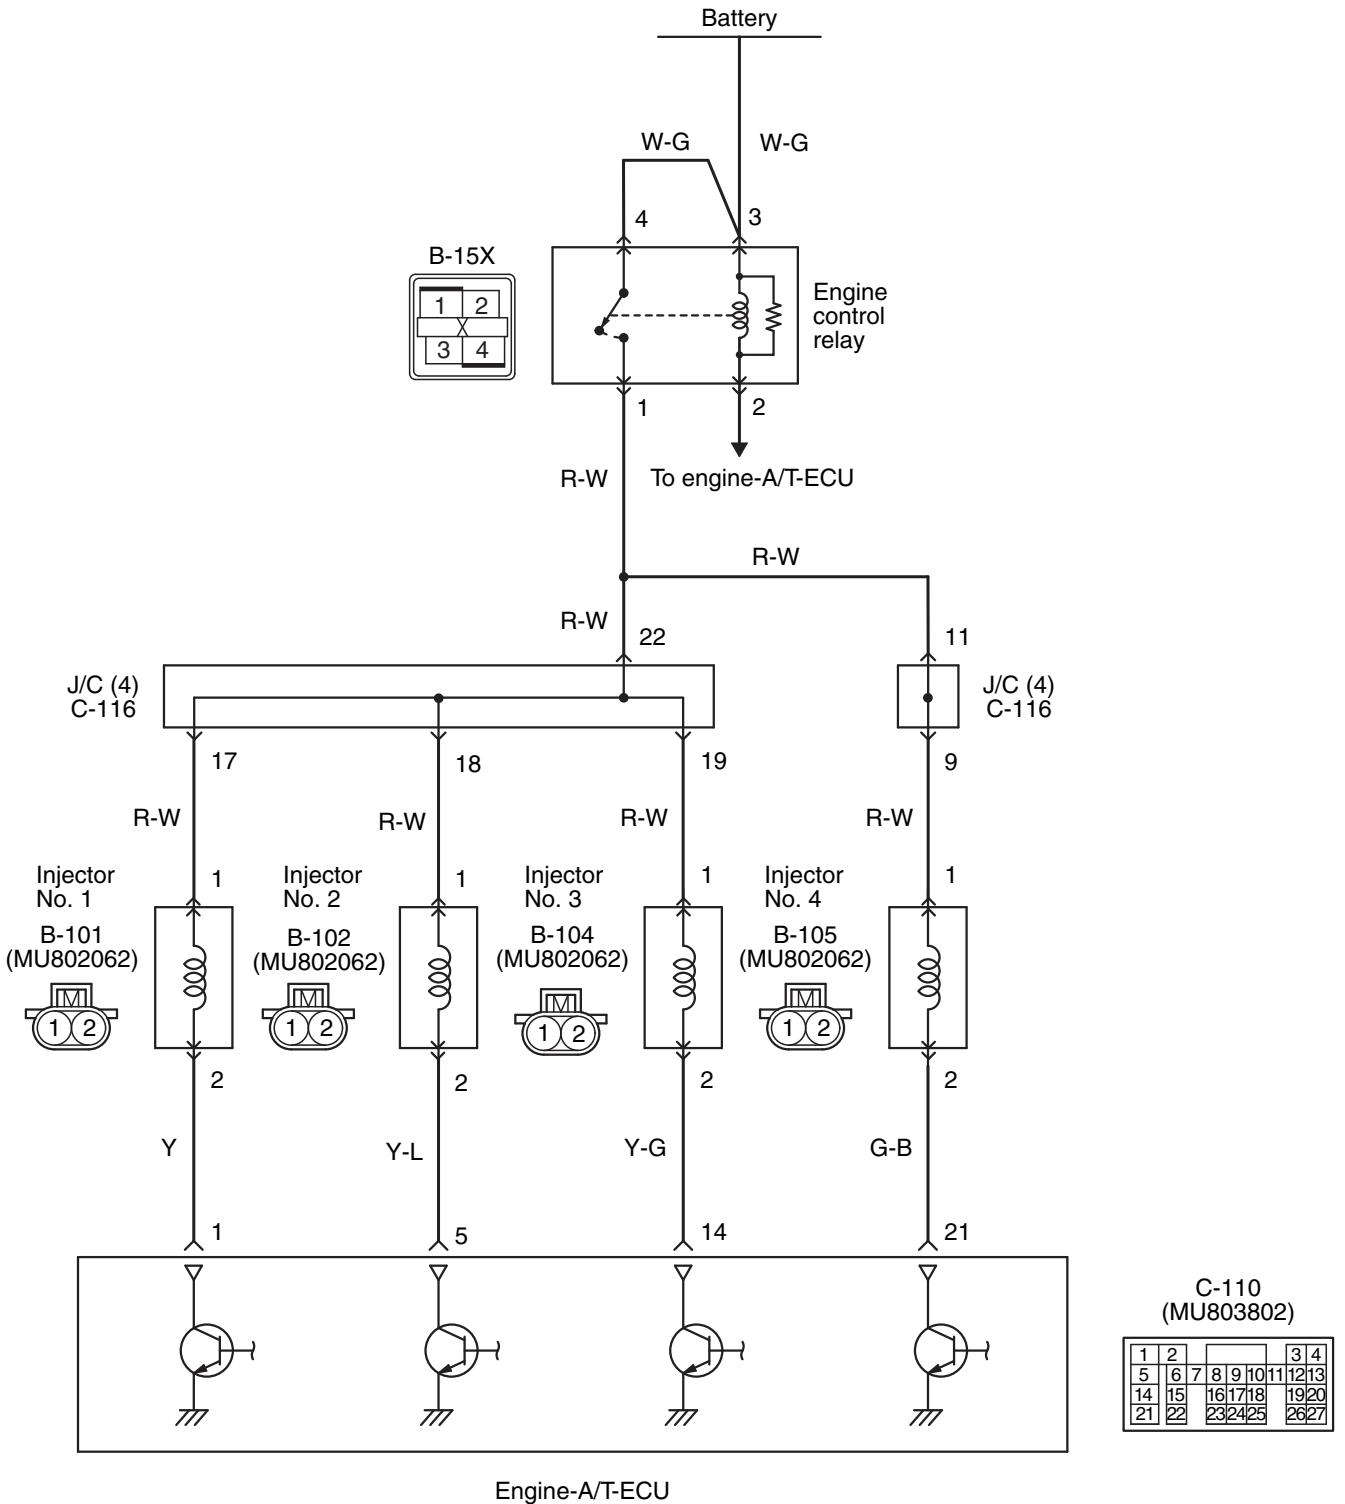 Battery
W-G
W-G
4
3
B-15X
1 2
X
3 4
Engine
control
relay
1
2
R-W
To engine-A/T-ECU
R-W
R-W
22
11
J/C (4)
C-116
J/C (4)
C-116
17
18
19
9
R-W
R-W
R-W
R-W
Injector
No. 1
1
Injector
No. 2
1
Injector
No. 3
1
Injector
No. 4
1
B-101
(MU802062)
B-102
(MU802062)
B-104
(MU802062)
B-105
(MU802062)
M
1 2
M
1 2
M
1 2
M
1 2
2
2
2
2
Y
Y-L
Y-G
G-B
1
5
14
21
C-110
(MU803802)
1 2 3 4
5 6 7 8 9 10 11 12 13
14 15 16 17 18 19 20
21 22 23 24 25 26 27
Engine-A/T-ECU